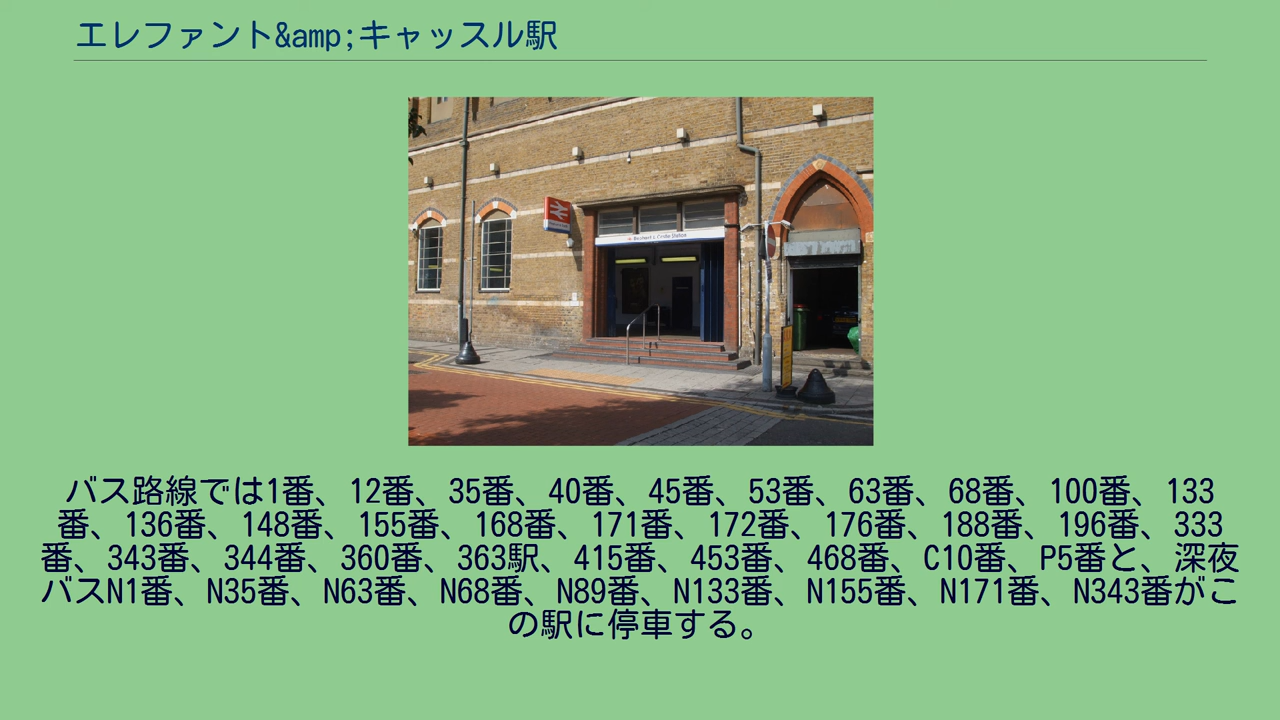 エレファント&amp;キャッスル駅
Elephant & Castle Station
バス路線では1番、12番、35番、40番、45番、53番、63番、68番、100番、133
番、136番、148番、155番、168番、171番、172番、176番、188番、196番、333
番、343番、344番、360番、363駅、415番、453番、468番、C10番、P5番と、深夜
バスN1番、N35番、N63番、N68番、N89番、N133番、N155番、N171番、N343番がこ
の駅に停車する。